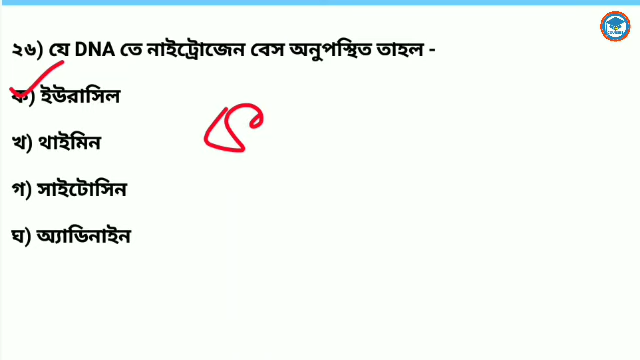 ২৬) যে DNA তে নাইট্রোজেন বেস অনুপস্থিত তাহল -
ক) ইউরাসিল
খ) থাইমিন
গ) সাইটোসিন
ঘ) অ্যাডিনাইন